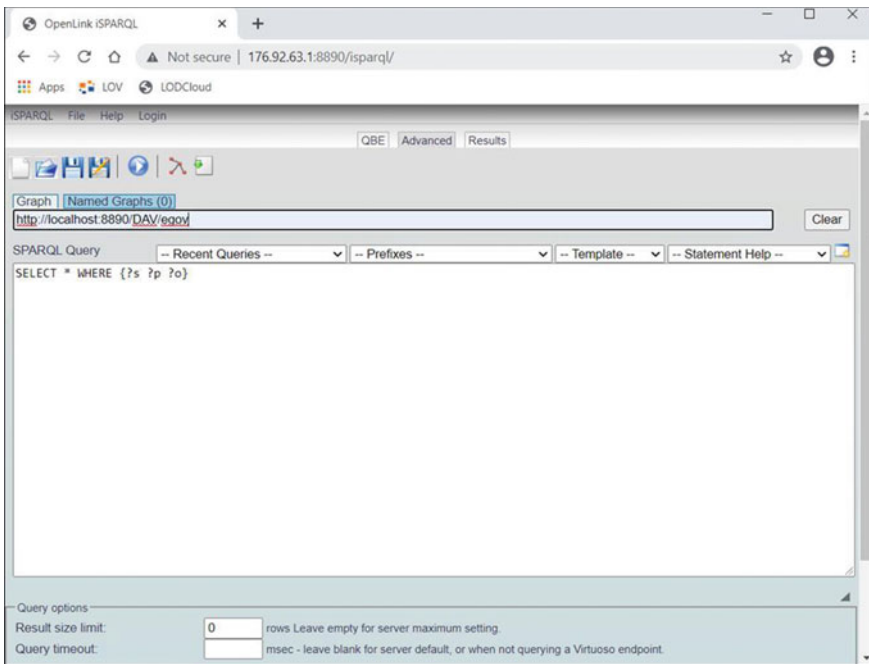 OpenLink iSPARQL
Not secure | 176.92.63.1:8890/isparql/
Apps LOV LODCloud
iSPARQL File Help Login
QBE Advanced Results
Graph Named Graphs (0)
http://localhost:8890/DAV/egov Clear
SPARQL Query -- Recent Queries -- -- Prefixes -- -- Template -- -- Statement Help --
SELECT * WHERE {?s ?p ?o}
Query options
Result size limit: 0 rows Leave empty for server maximum setting.
Query timeout: msec - leave blank for server default, or when not querying a Virtuoso endpoint.